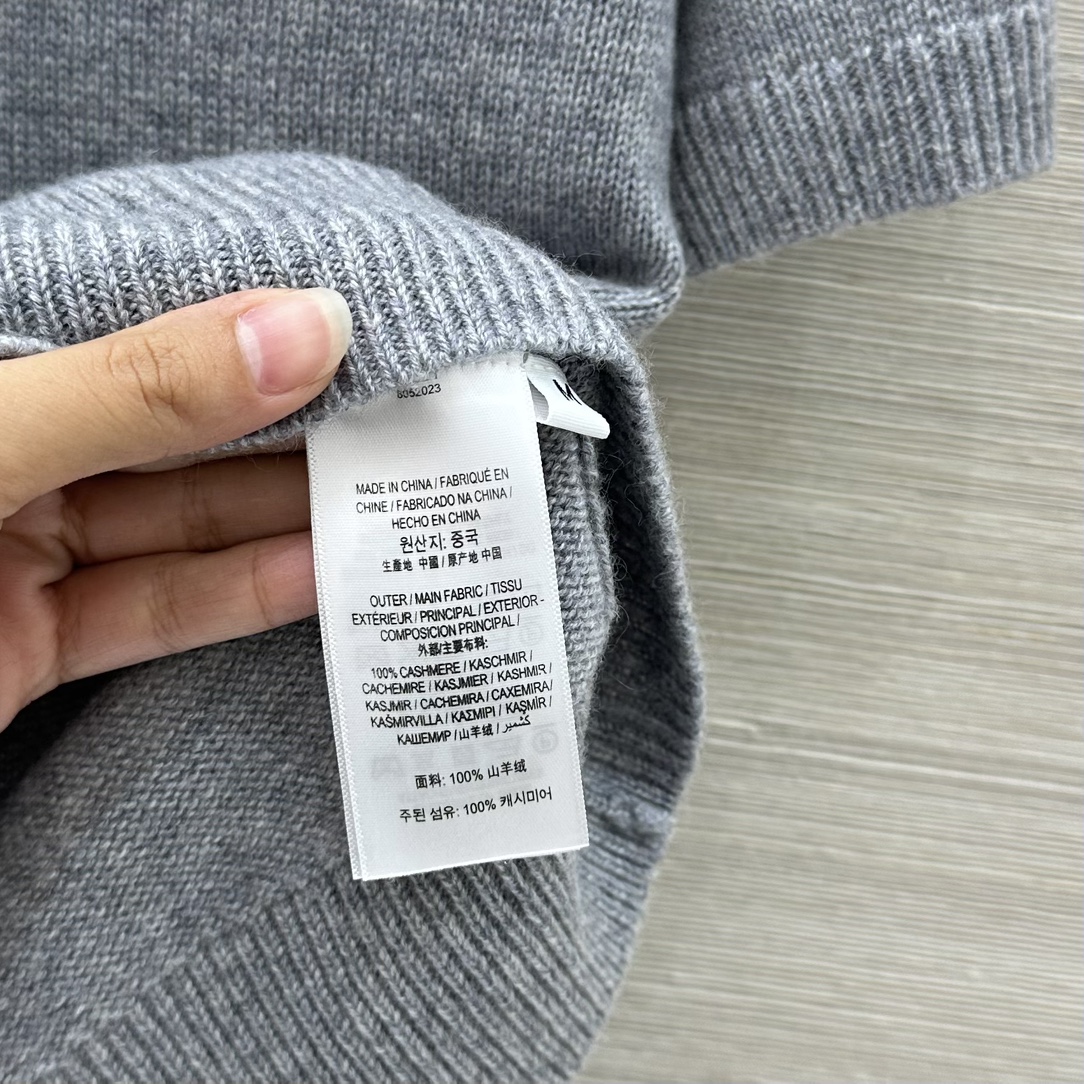 8052023
M
MADE IN CHINA / FABRIQUÉ EN
CHINE / FABRICADO NA CHINA /
HECHO EN CHINA
원산지: 중국
生產地 中國 / 原产地 中国
OUTER / MAIN FABRIC / TISSU
EXTÉRIEUR / PRINCIPAL / EXTERIOR -
COMPOSICION PRINCIPAL /
外部/主要布料:
100% CASHMERE / KASCHMIR /
CACHEMIRE / KASJMIER / KASHMIR /
KASJMIR / CACHEMIRA / CAXEMIRA /
KAŠMIRVILLA / ΚΑΣΜΙΡΙ / KAŞMİR /
КАШЕМИР / 山羊绒 / كشمير
面料: 100% 山羊绒
주된 섬유: 100% 캐시미어